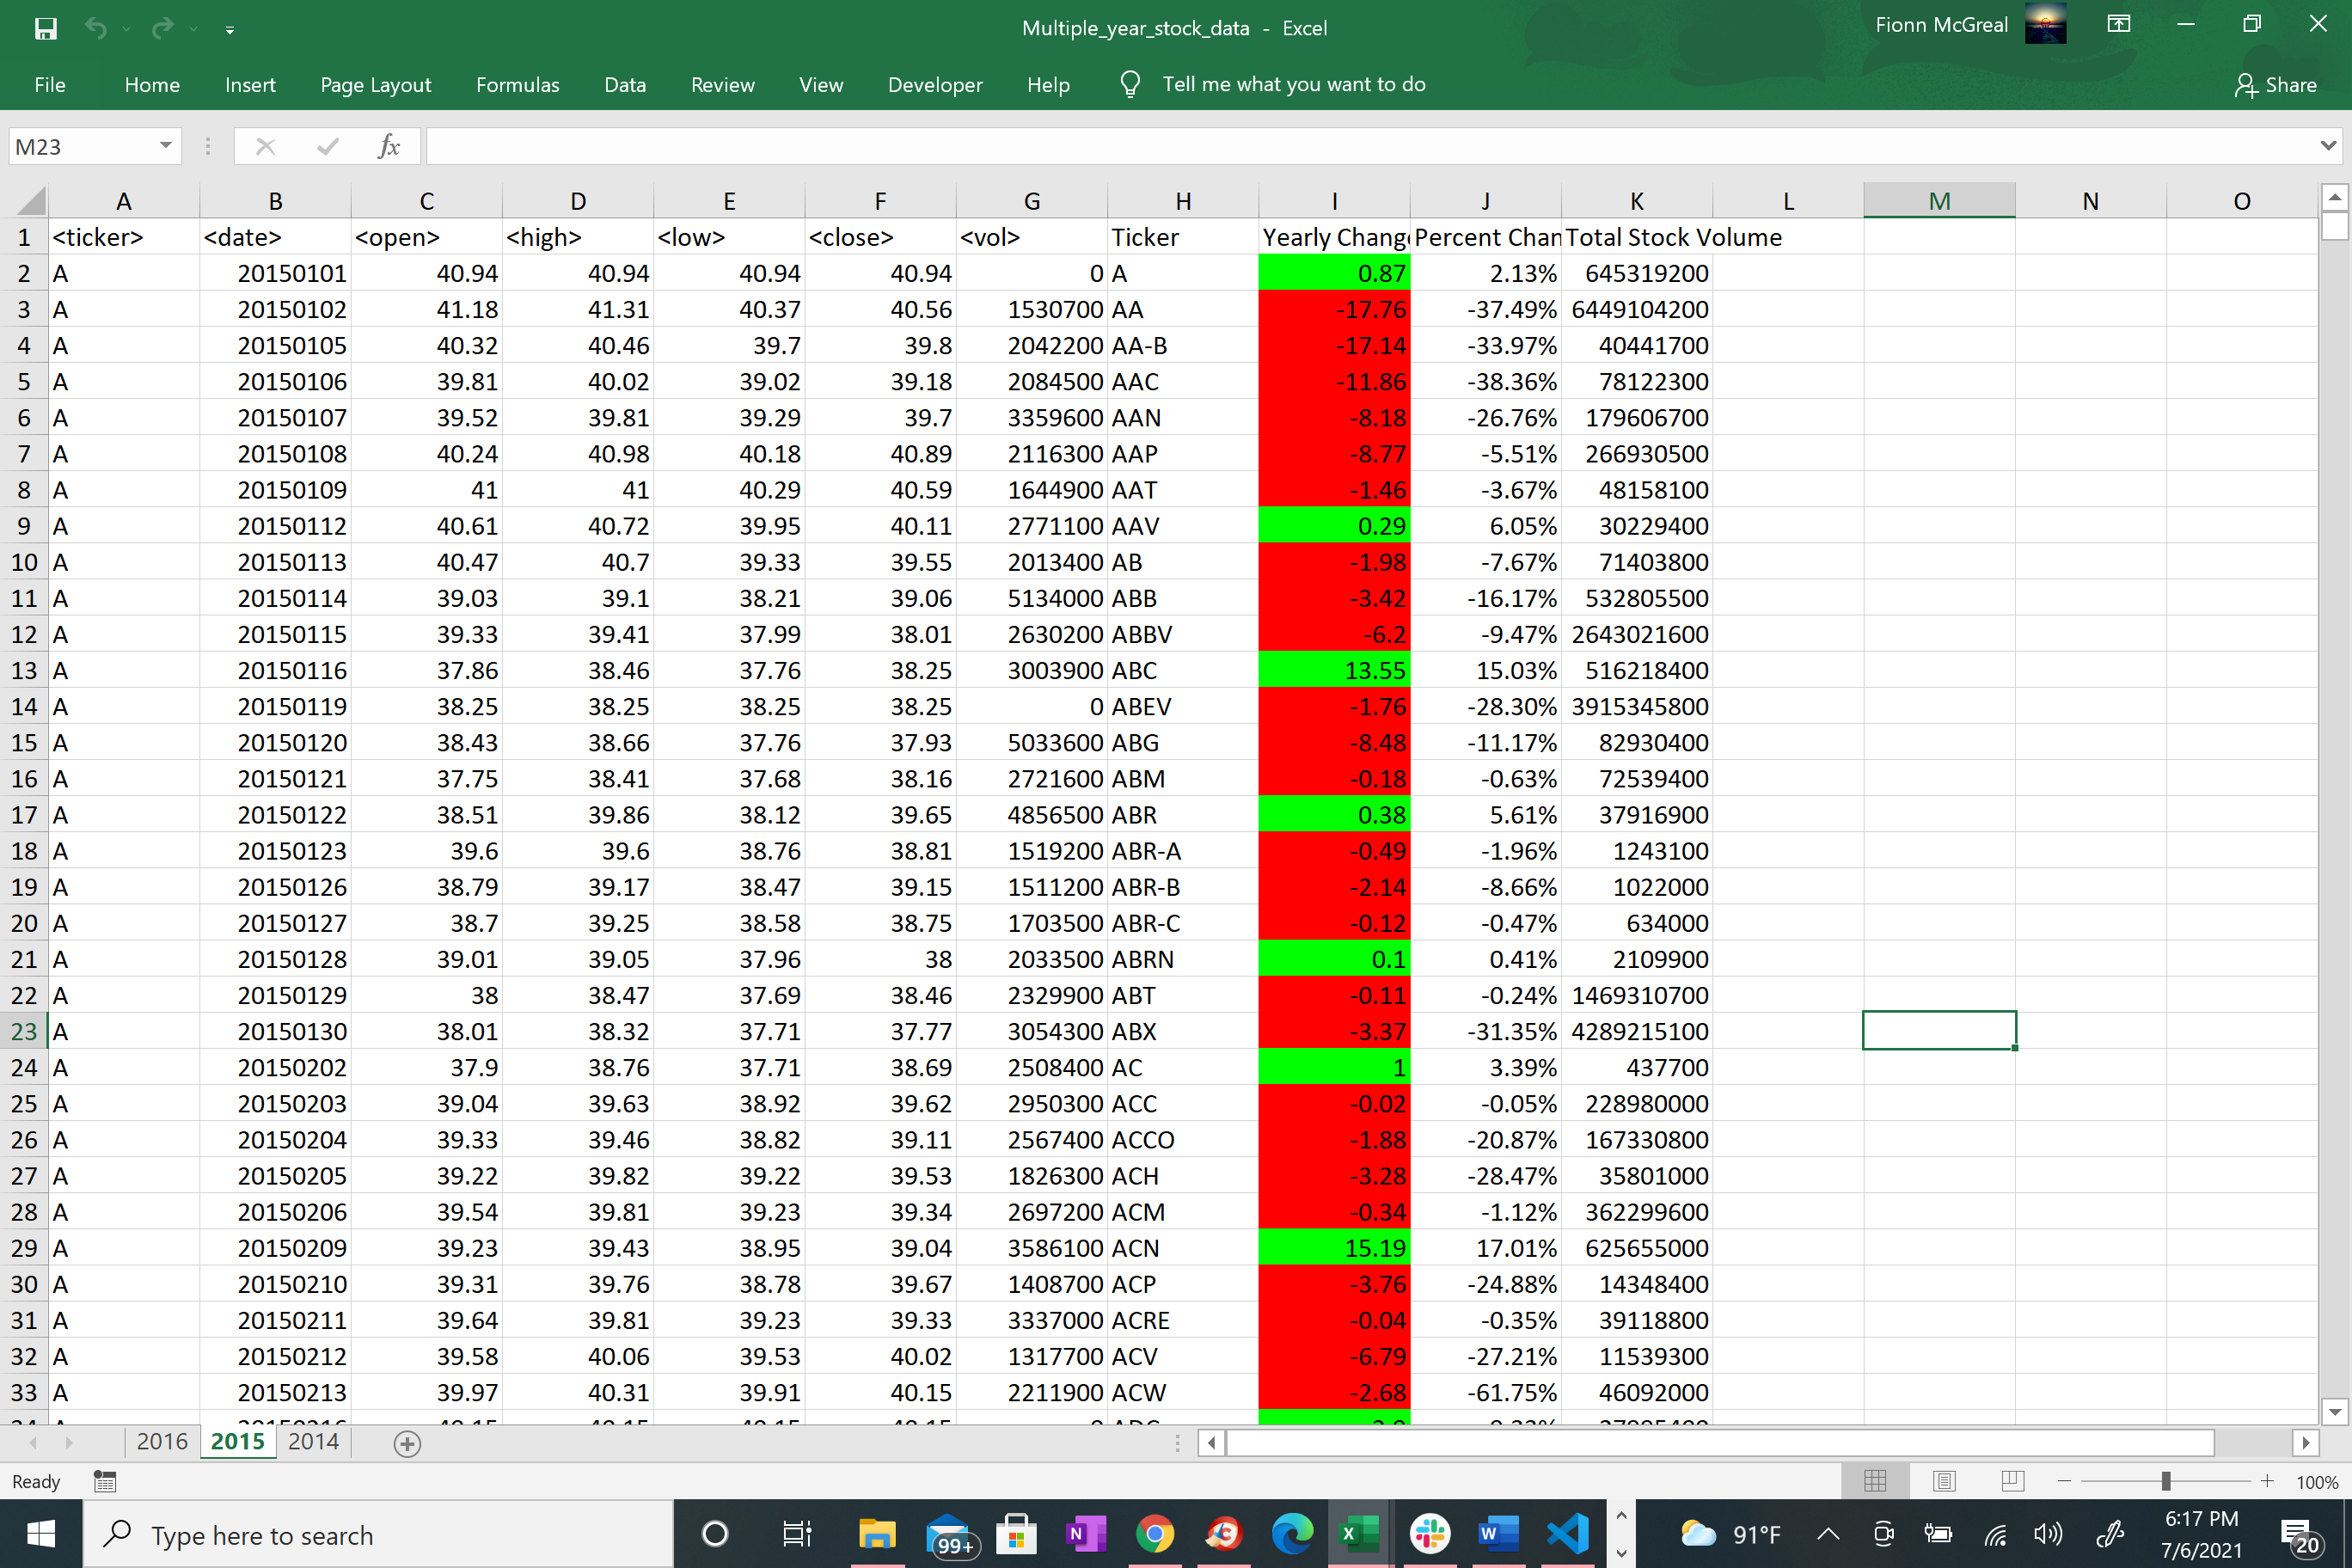 Multiple_year_stock_data - Excel
Fionn McGreal
File Home Insert Page Layout Formulas Data Review View Developer Help Tell me what you want to do Share
M23 fx
A B C D E F G H I J K L M N O
1 <ticker> <date> <open> <high> <low> <close> <vol> Ticker Yearly Chang Percent Chan Total Stock Volume
2 A 20150101 40.94 40.94 40.94 40.94 0 A 0.87 2.13% 645319200
3 A 20150102 41.18 41.31 40.37 40.56 1530700 AA -17.76 -37.49% 6449104200
4 A 20150105 40.32 40.46 39.7 39.8 2042200 AA-B -17.14 -33.97% 40441700
5 A 20150106 39.81 40.02 39.02 39.18 2084500 AAC -11.86 -38.36% 78122300
6 A 20150107 39.52 39.81 39.29 39.7 3359600 AAN -8.18 -26.76% 179606700
7 A 20150108 40.24 40.98 40.18 40.89 2116300 AAP -8.77 -5.51% 266930500
8 A 20150109 41 41 40.29 40.59 1644900 AAT -1.46 -3.67% 48158100
9 A 20150112 40.61 40.72 39.95 40.11 2771100 AAV 0.29 6.05% 30229400
10 A 20150113 40.47 40.7 39.33 39.55 2013400 AB -1.98 -7.67% 71403800
11 A 20150114 39.03 39.1 38.21 39.06 5134000 ABB -3.42 -16.17% 532805500
12 A 20150115 39.33 39.41 37.99 38.01 2630200 ABBV -6.2 -9.47% 2643021600
13 A 20150116 37.86 38.46 37.76 38.25 3003900 ABC 13.55 15.03% 516218400
14 A 20150119 38.25 38.25 38.25 38.25 0 ABEV -1.76 -28.30% 3915345800
15 A 20150120 38.43 38.66 37.76 37.93 5033600 ABG -8.48 -11.17% 82930400
16 A 20150121 37.75 38.41 37.68 38.16 2721600 ABM -0.18 -0.63% 72539400
17 A 20150122 38.51 39.86 38.12 39.65 4856500 ABR 0.38 5.61% 37916900
18 A 20150123 39.6 39.6 38.76 38.81 1519200 ABR-A -0.49 -1.96% 1243100
19 A 20150126 38.79 39.17 38.47 39.15 1511200 ABR-B -2.14 -8.66% 1022000
20 A 20150127 38.7 39.25 38.58 38.75 1703500 ABR-C -0.12 -0.47% 634000
21 A 20150128 39.01 39.05 37.96 38 2033500 ABRN 0.1 0.41% 2109900
22 A 20150129 38 38.47 37.69 38.46 2329900 ABT -0.11 -0.24% 1469310700
23 A 20150130 38.01 38.32 37.71 37.77 3054300 ABX -3.37 -31.35% 4289215100
24 A 20150202 37.9 38.76 37.71 38.69 2508400 AC 1 3.39% 437700
25 A 20150203 39.04 39.63 38.92 39.62 2950300 ACC -0.02 -0.05% 228980000
26 A 20150204 39.33 39.46 38.82 39.11 2567400 ACCO -1.88 -20.87% 167330800
27 A 20150205 39.22 39.82 39.22 39.53 1826300 ACH -3.28 -28.47% 35801000
28 A 20150206 39.54 39.81 39.23 39.34 2697200 ACM -0.34 -1.12% 362299600
29 A 20150209 39.23 39.43 38.95 39.04 3586100 ACN 15.19 17.01% 625655000
30 A 20150210 39.31 39.76 38.78 39.67 1408700 ACP -3.76 -24.88% 14348400
31 A 20150211 39.64 39.81 39.23 39.33 3337000 ACRE -0.04 -0.35% 39118800
32 A 20150212 39.58 40.06 39.53 40.02 1317700 ACV -6.79 -27.21% 11539300
33 A 20150213 39.97 40.31 39.91 40.15 2211900 ACW -2.68 -61.75% 46092000
2016 2015 2014
Ready 100%
Type here to search 99+ 91°F 6:17 PM
7/6/2021 20